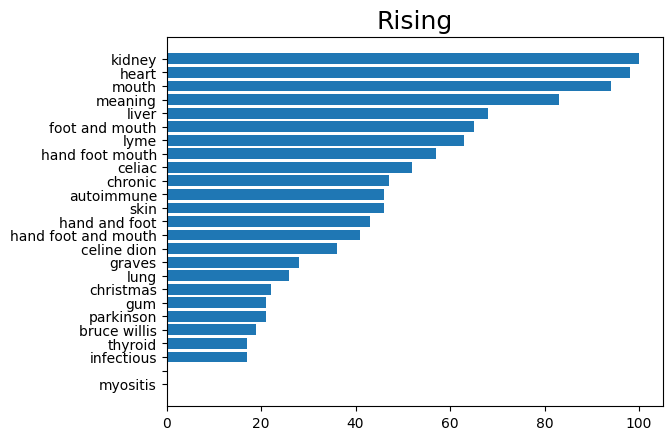 Rising
kidney
heart
mouth
meaning
liver
foot and mouth
lyme
hand foot mouth
celiac
chronic
autoimmune
skin
hand and foot
hand foot and mouth
celine dion
graves
lung
christmas
gum
parkinson
bruce willis
thyroid
infectious
myositis
0 20 40 60 80 100